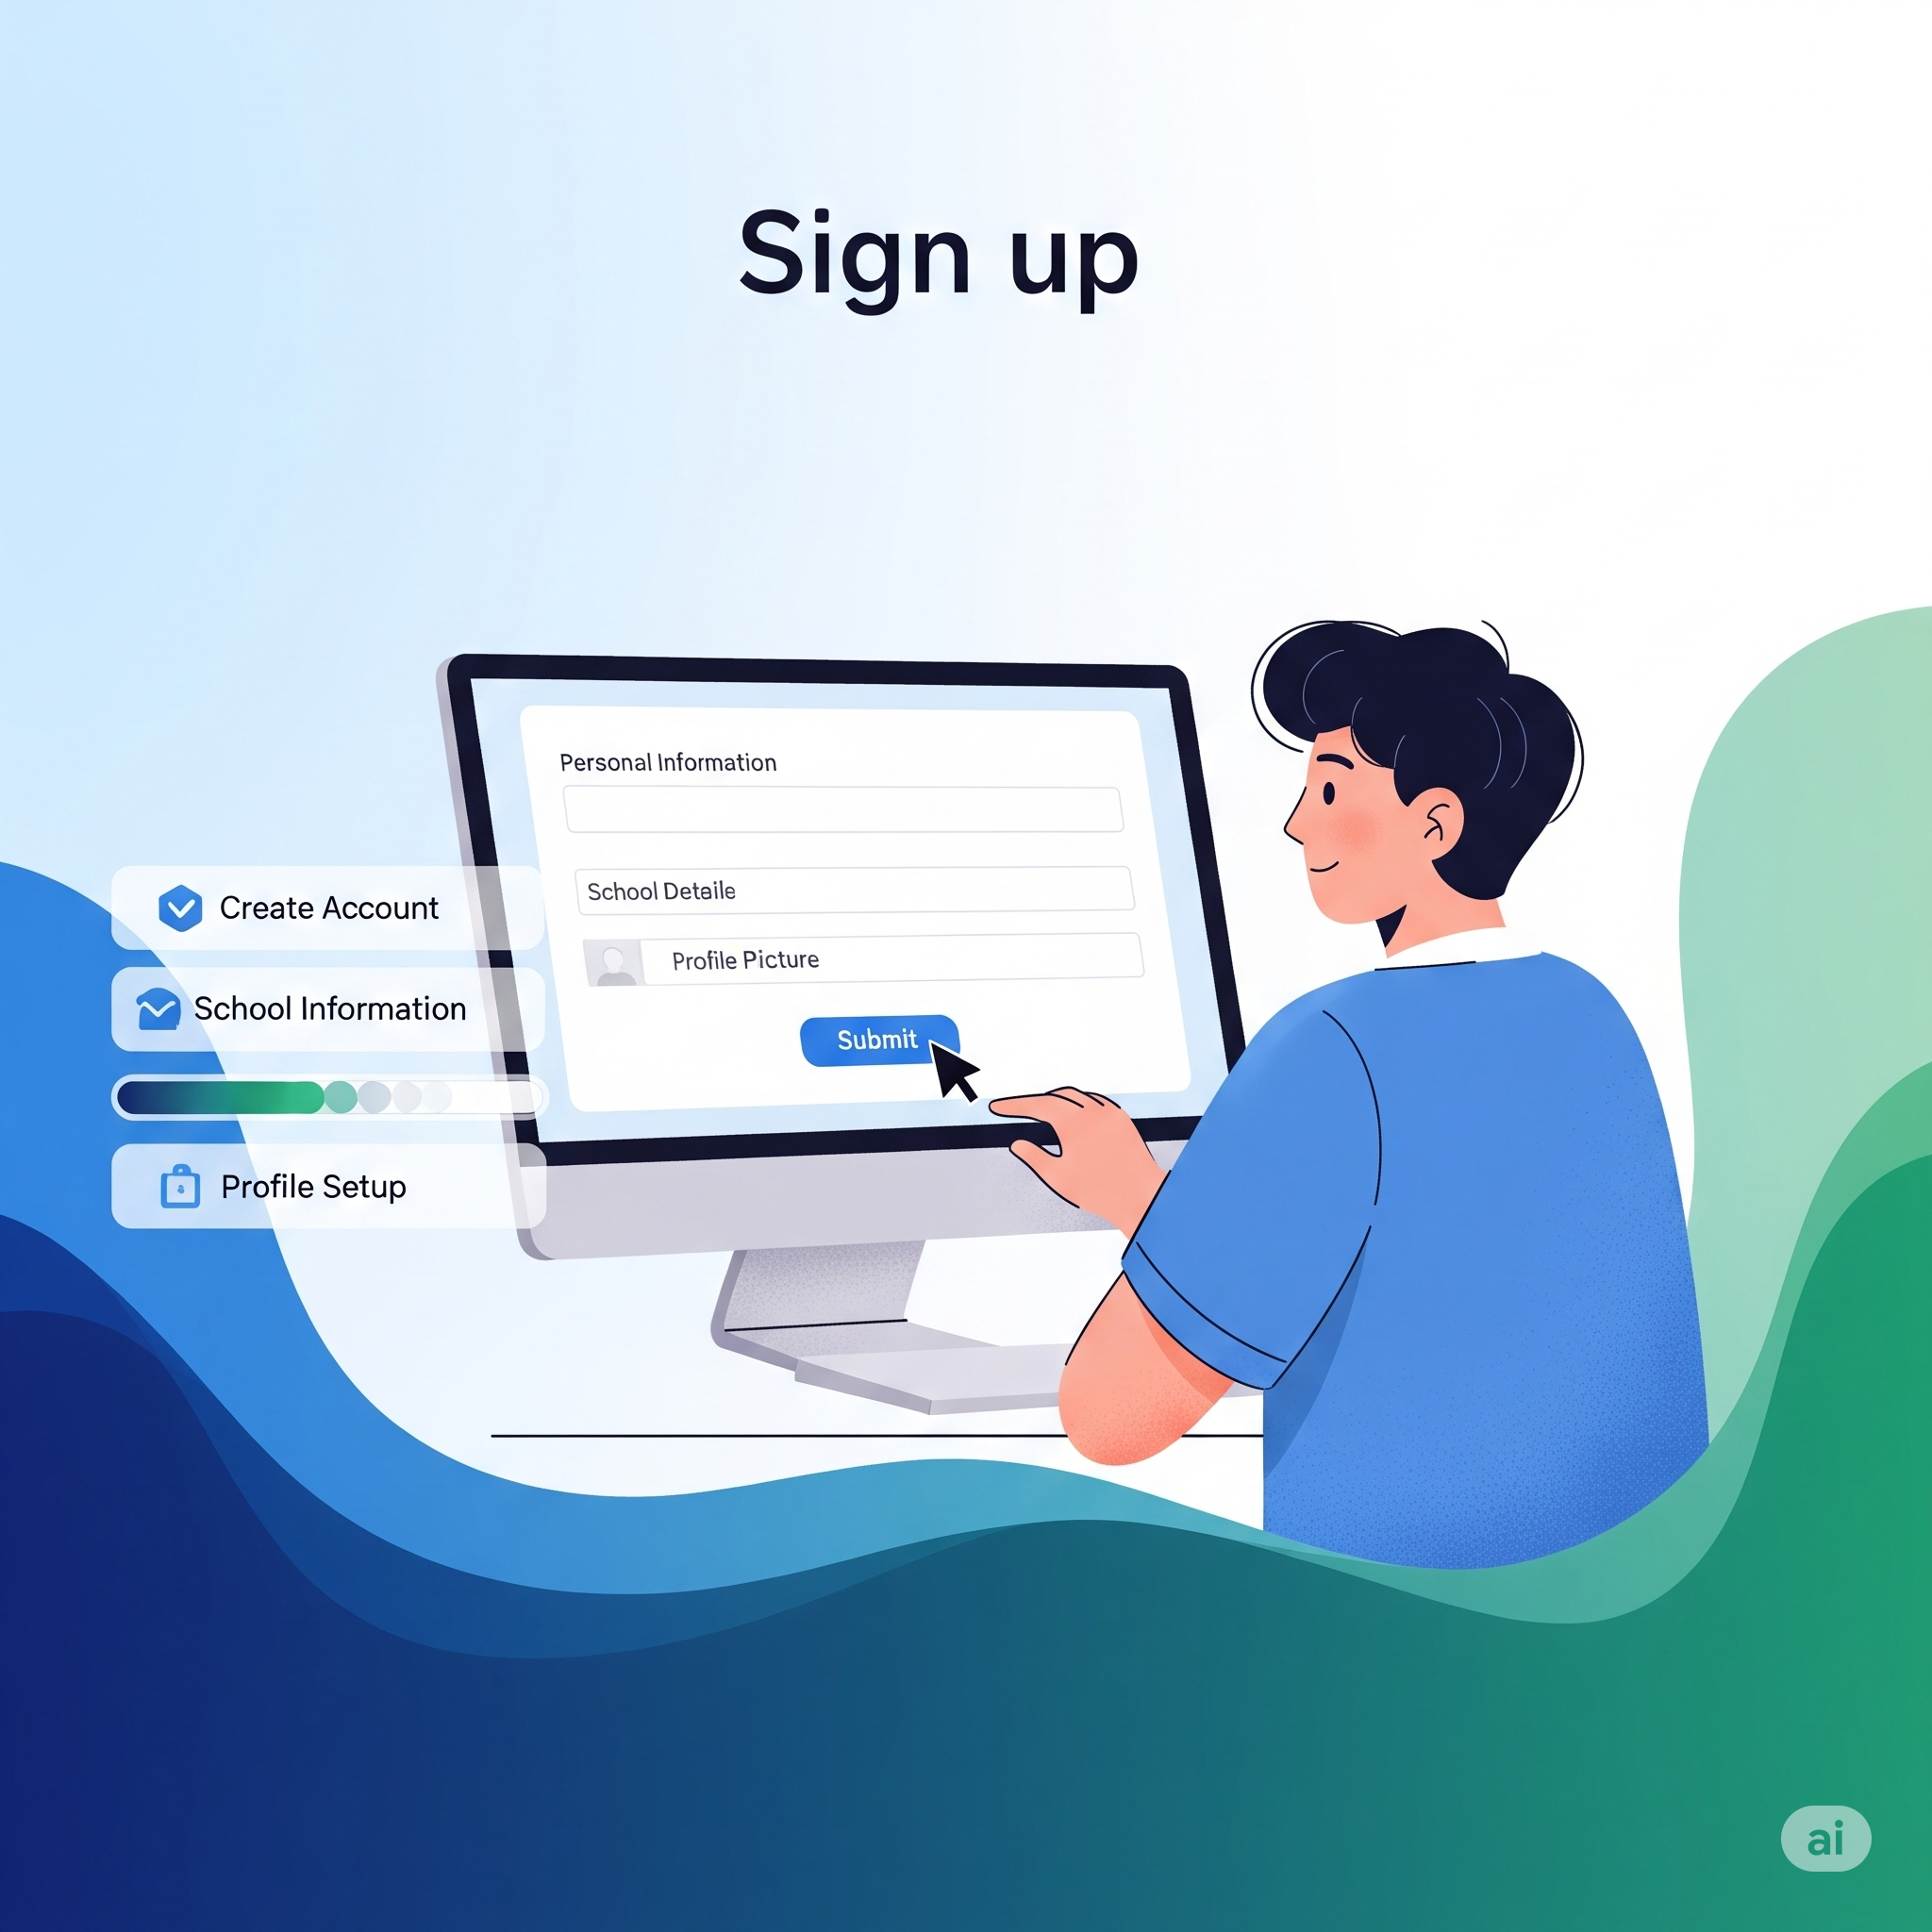 Sign up
Personal Information
School Detaile
Profile Picture
Submit
Create Account
School Information
Profile Setup
ai